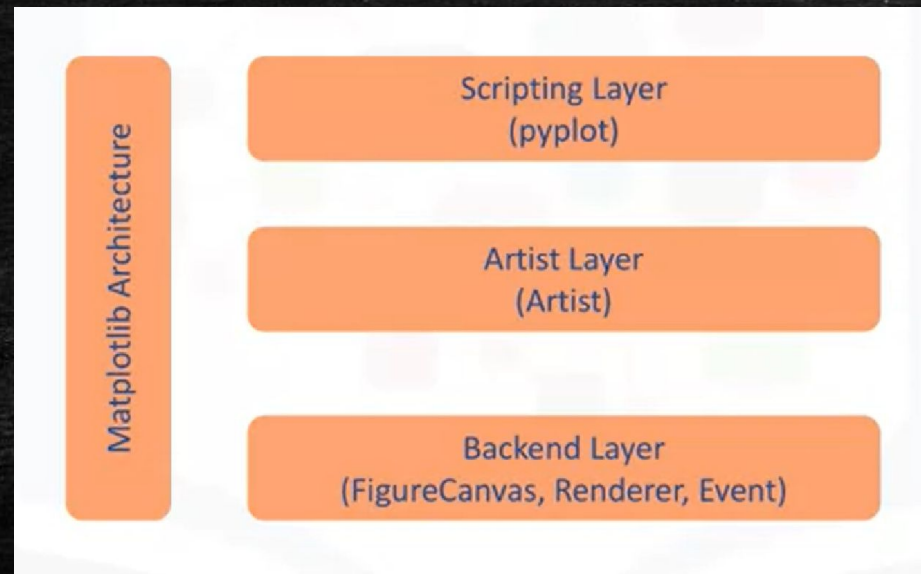 Matplotlib Architecture
Scripting Layer
(pyplot)
Artist Layer
(Artist)
Backend Layer
(FigureCanvas, Renderer, Event)